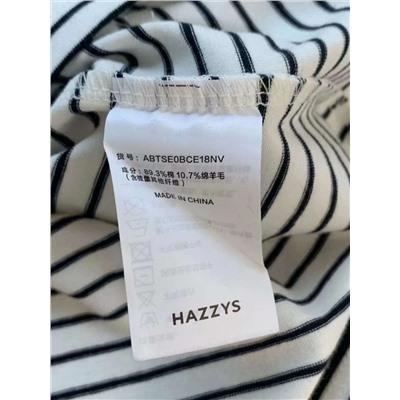 货号：ABTSE0BCE18NV
成分：89.3%棉 10.7%绵羊毛
（含微量其他纤维）
MADE IN CHINA
HAZZYS